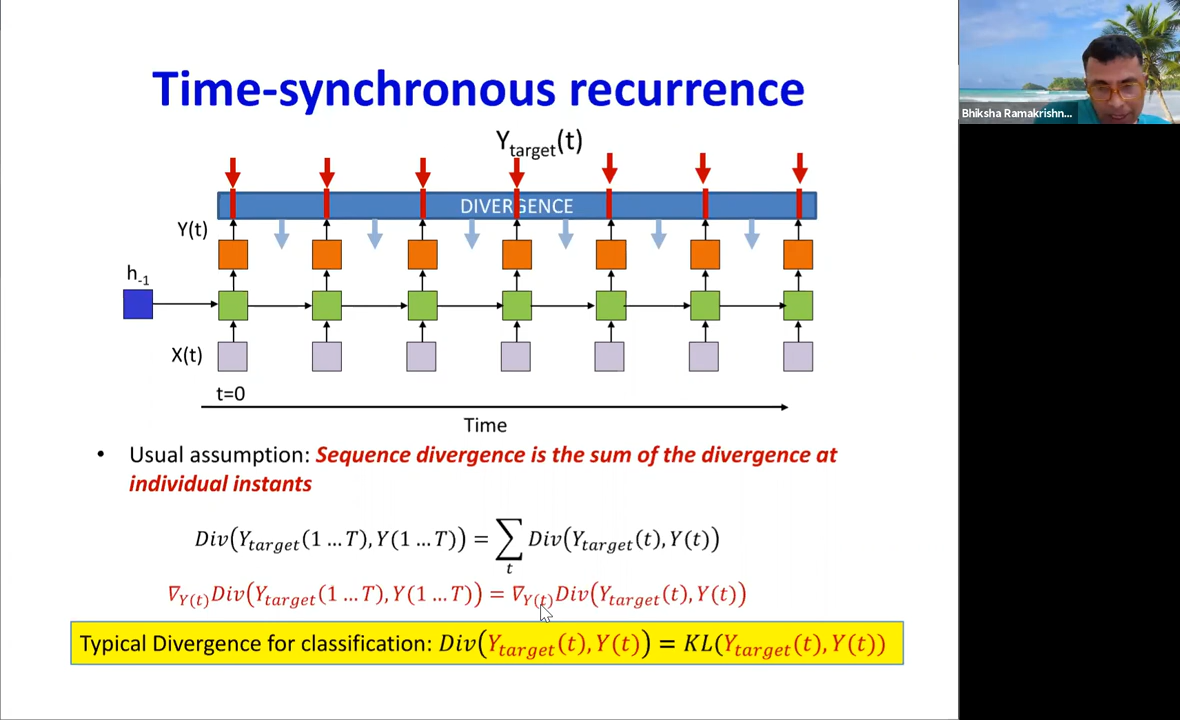 Time-synchronous recurrence
Bhiksha Ramakrishn...
Y_target(t)
DIVERGENCE
Y(t)
h_-1
X(t)
t=0
Time
• Usual assumption: Sequence divergence is the sum of the divergence at
individual instants
Div(Y_target(1 … T), Y(1 … T)) = ∑_t Div(Y_target(t), Y(t))
∇_Y(t) Div(Y_target(1 … T), Y(1 … T)) = ∇_Y(t) Div(Y_target(t), Y(t))
Typical Divergence for classification: Div(Y_target(t), Y(t)) = KL(Y_target(t), Y(t))